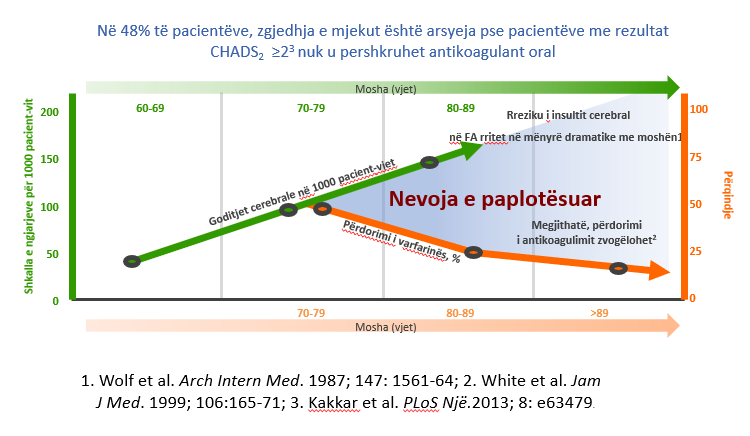 Në 48% të pacientëve, zgjedhja e mjekut është arsyeja pse pacientëve me rezultat
CHADS₂ ≥2³ nuk u pershkruhet antikoagulant oral
Mosha (vjet)
60-69
70-79
80-89
Rreziku i insultit cerebral
në FA rritet në mënyrë dramatike me moshën1
Shkalla e ngjarjeve për 1000 pacient-vit
200
150
100
50
0
Goditjet cerebrale në 1000 pacient-vjet
Nevoja e paplotësuar
Përdorimi i varfarinës, %
Megjithatë, përdorimi
i antikoagulimit zvogëlohet²
100
75
50
25
0
Përqindje
70-79
80-89
>89
Mosha (vjet)
1. Wolf et al. Arch Intern Med. 1987; 147: 1561-64; 2. White et al. Jam
J Med. 1999; 106:165-71; 3. Kakkar et al. PLoS Një.2013; 8: e63479.